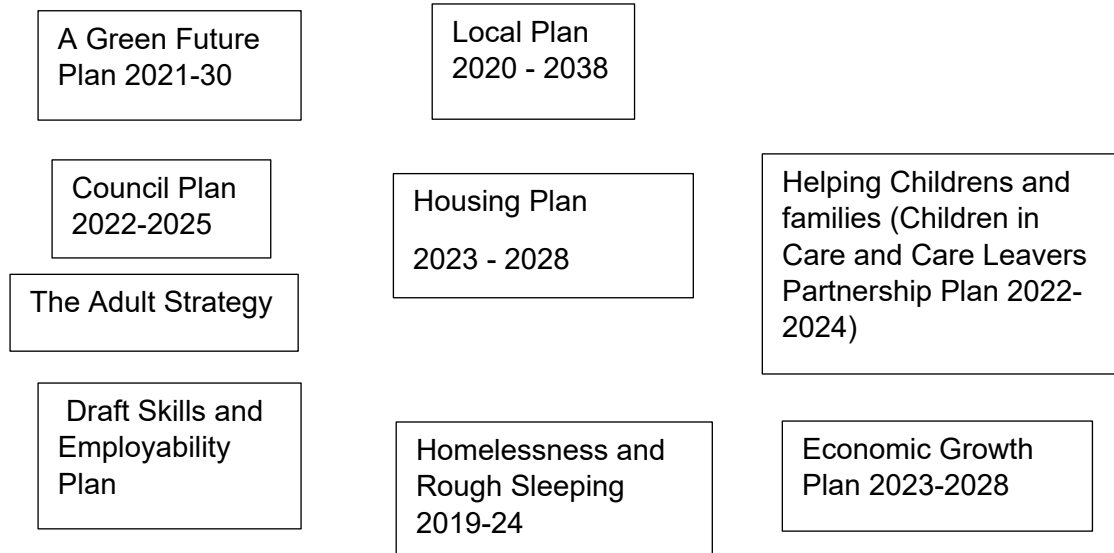 A Green Future
Plan 2021-30
Local Plan
2020 - 2038
Council Plan
2022-2025
Housing Plan
2023 - 2028
Helping Childrens and
families (Children in
Care and Care Leavers
Partnership Plan 2022-
2024)
The Adult Strategy
Draft Skills and
Employability
Plan
Homelessness and
Rough Sleeping
2019-24
Economic Growth
Plan 2023-2028